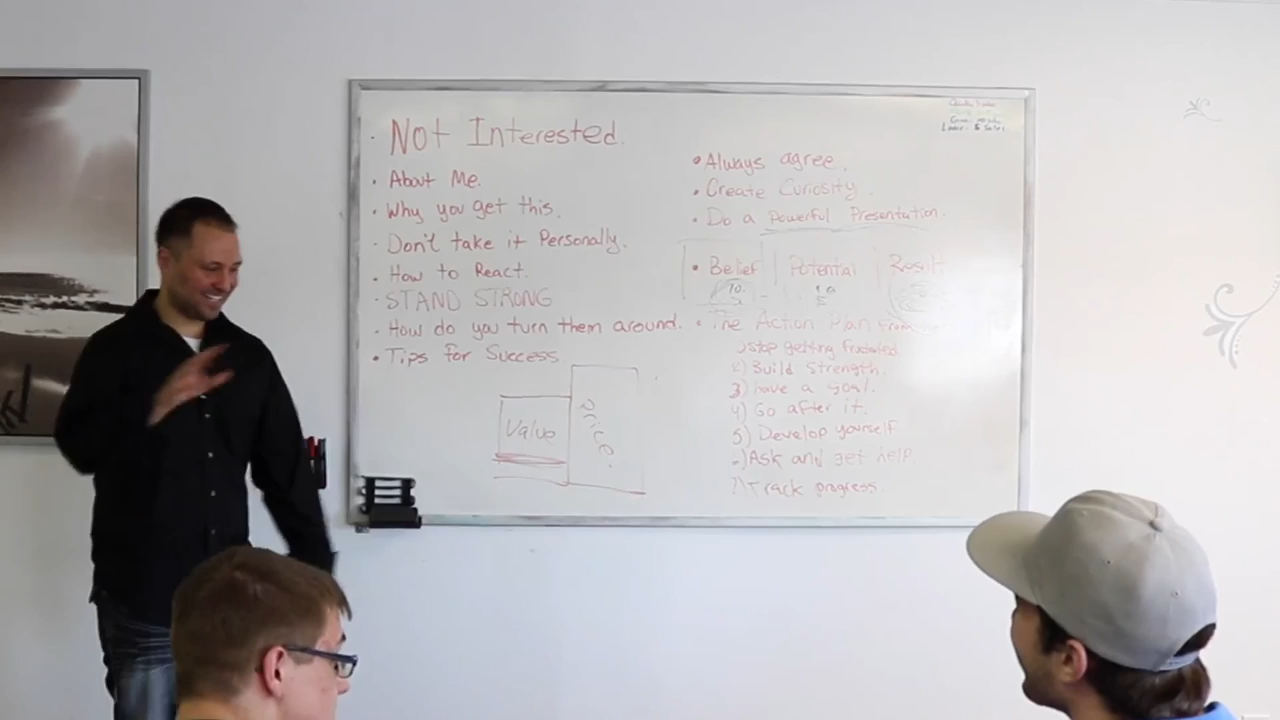 · Not Interested.
· About Me.
· Why you get this.
· Don't take it Personally.
· How to React.
· STAND STRONG
· How do you turn them around.
• Tips for Success
Value
Price.
• Always agree.
• Create Curiosity.
• Do a Powerful Presentation.
• Belief Potential Result
10
• The Action Plan from
1) Stop getting frustrated
2) Build Strength.
3) have a goal.
4) Go after it.
5) Develop yourself
Ask and get help.
7) Track progress.